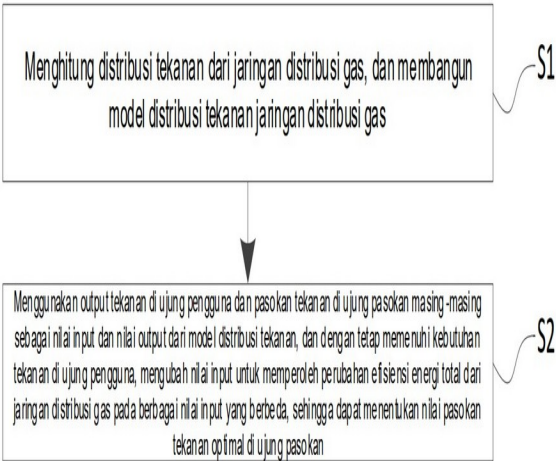 Menghitung distribusi tekanan dari jaringan distribusi gas, dan membangun
model distribusi tekanan jaringan distribusi gas
S1
Menggunakan output tekanan di ujung pengguna dan pasokan tekanan di ujung pasokan masing-masing
sebagai nilai input dan nilai output dari model distribusi tekanan, dan dengan tetap memenuhi kebutuhan
tekanan di ujung pengguna, mengubah nilai input untuk memperoleh perubahan efisiensi energi total dari
jaringan distribusi gas pada berbagai nilai input yang berbeda, sehingga dapat menentukan nilai pasokan
tekanan optimal di ujung pasokan
S2